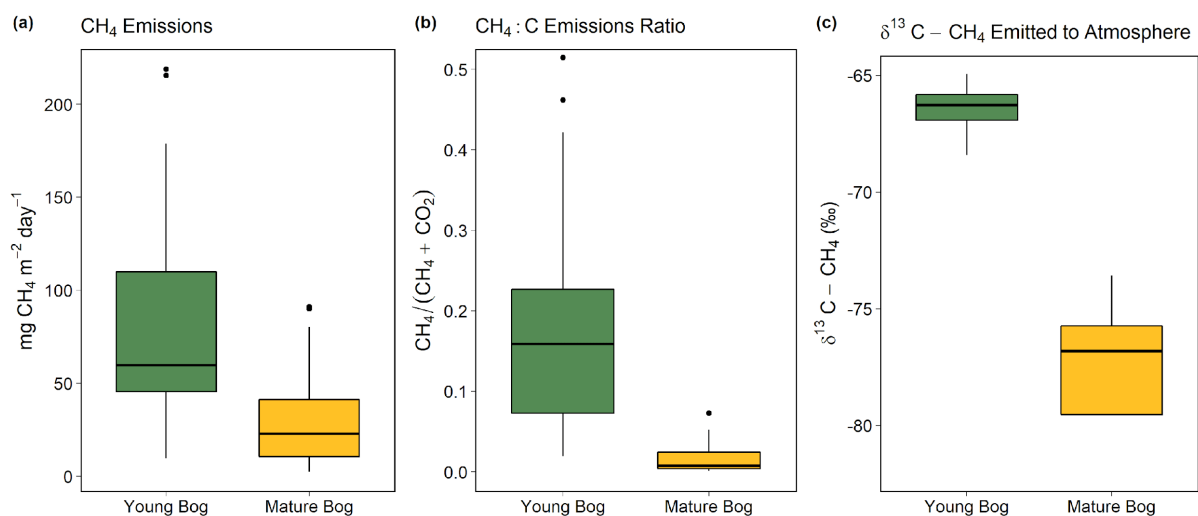 (a) CH₄ Emissions
mg CH₄ m⁻² day⁻¹
200
150
100
50
0
Young Bog
Mature Bog
(b) CH₄ : C Emissions Ratio
CH₄/(CH₄ + CO₂)
0.5
0.4
0.3
0.2
0.1
0.0
Young Bog
Mature Bog
(c) δ¹³ C − CH₄ Emitted to Atmosphere
δ¹³ C − CH₄ (‰)
-65
-70
-75
-80
Young Bog
Mature Bog